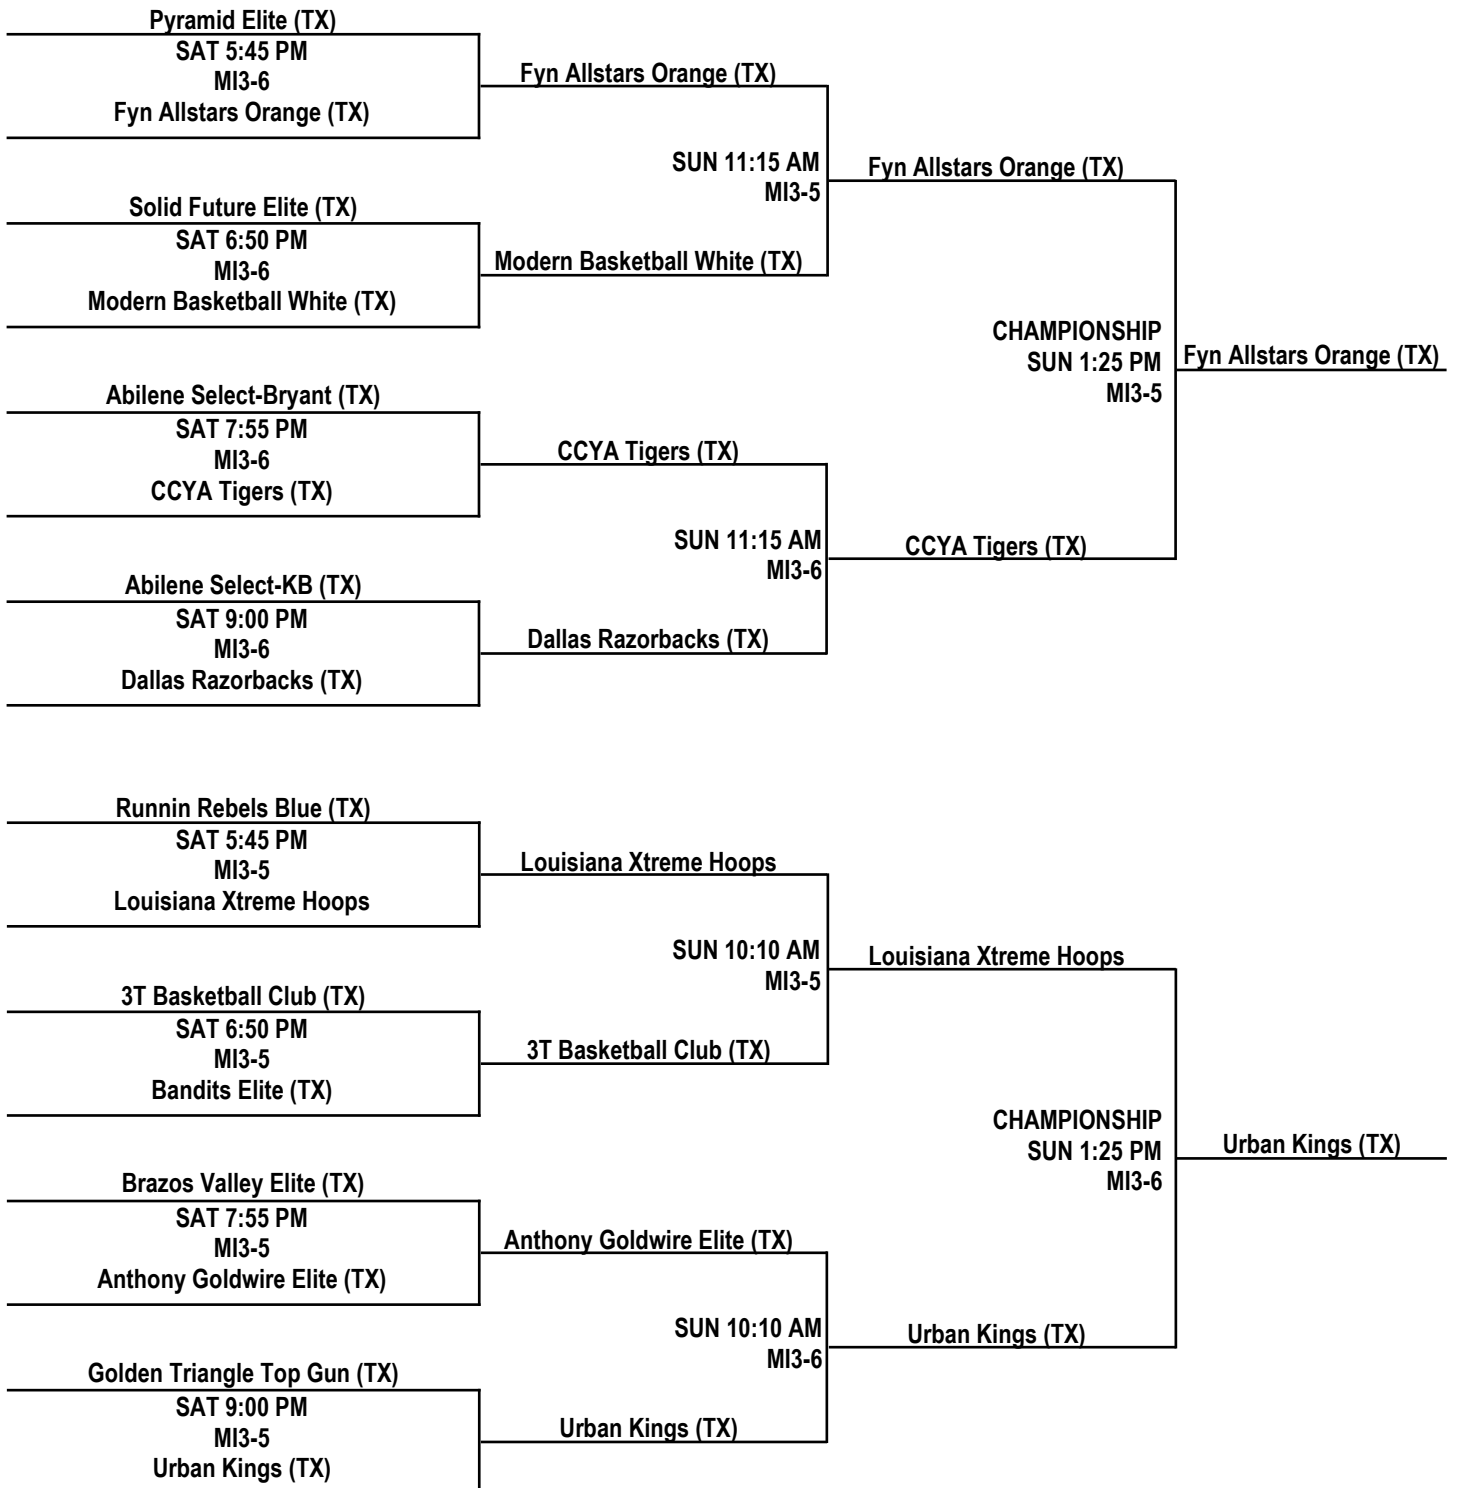 Pyramid Elite (TX)
SAT 5:45 PM
MI3-6
Fyn Allstars Orange (TX)
Fyn Allstars Orange (TX)
SUN 11:15 AM
MI3-5
Fyn Allstars Orange (TX)
Solid Future Elite (TX)
SAT 6:50 PM
MI3-6
Modern Basketball White (TX)
Modern Basketball White (TX)
CHAMPIONSHIP
SUN 1:25 PM
MI3-5
Fyn Allstars Orange (TX)
Abilene Select-Bryant (TX)
SAT 7:55 PM
MI3-6
CCYA Tigers (TX)
CCYA Tigers (TX)
SUN 11:15 AM
MI3-6
CCYA Tigers (TX)
Abilene Select-KB (TX)
SAT 9:00 PM
MI3-6
Dallas Razorbacks (TX)
Dallas Razorbacks (TX)
Runnin Rebels Blue (TX)
SAT 5:45 PM
MI3-5
Louisiana Xtreme Hoops
Louisiana Xtreme Hoops
SUN 10:10 AM
MI3-5
Louisiana Xtreme Hoops
3T Basketball Club (TX)
SAT 6:50 PM
MI3-5
Bandits Elite (TX)
3T Basketball Club (TX)
CHAMPIONSHIP
SUN 1:25 PM
MI3-6
Urban Kings (TX)
Brazos Valley Elite (TX)
SAT 7:55 PM
MI3-5
Anthony Goldwire Elite (TX)
Anthony Goldwire Elite (TX)
SUN 10:10 AM
MI3-6
Urban Kings (TX)
Golden Triangle Top Gun (TX)
SAT 9:00 PM
MI3-5
Urban Kings (TX)
Urban Kings (TX)